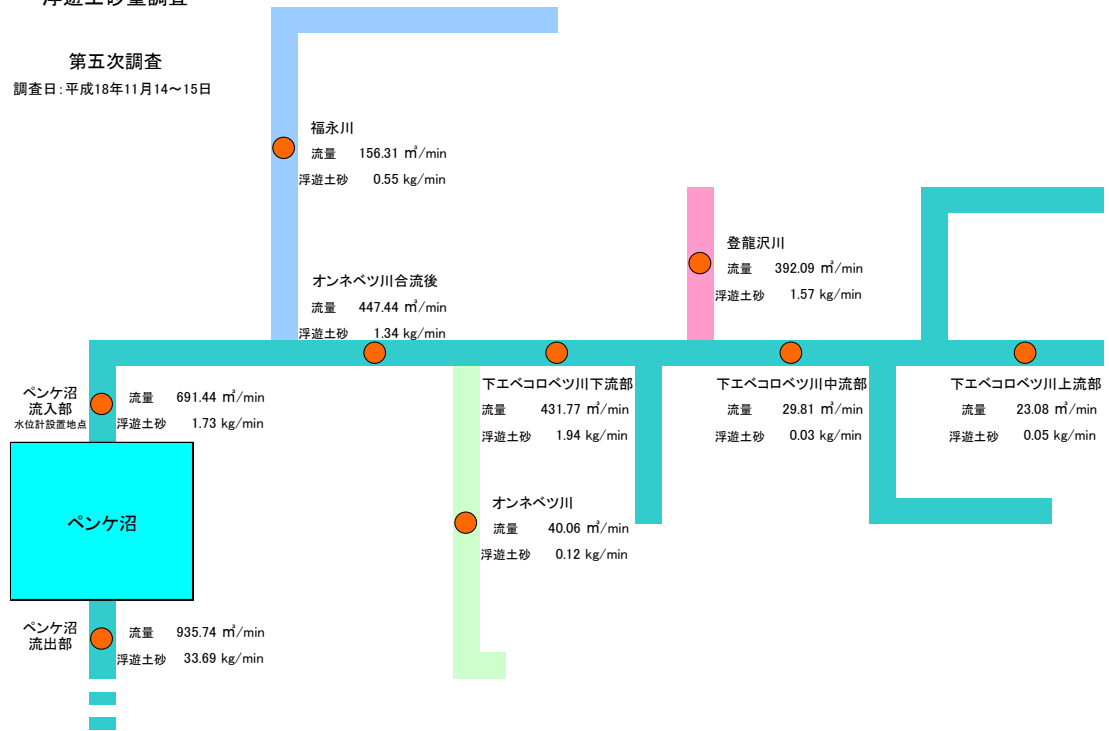 浮遊土砂量調査
第五次調査
調査日:平成18年11月14～15日
福永川
流量 156.31 ㎥/min
浮遊土砂 0.55 kg/min
登龍沢川
流量 392.09 ㎥/min
浮遊土砂 1.57 kg/min
オンネベツ川合流後
流量 447.44 ㎥/min
浮遊土砂 1.34 kg/min
ペンケ沼
流入部
水位計設置地点
流量 691.44 ㎥/min
浮遊土砂 1.73 kg/min
下エベコロベツ川下流部
流量 431.77 ㎥/min
浮遊土砂 1.94 kg/min
下エベコロベツ川中流部
流量 29.81 ㎥/min
浮遊土砂 0.03 kg/min
下エベコロベツ川上流部
流量 23.08 ㎥/min
浮遊土砂 0.05 kg/min
オンネベツ川
流量 40.06 ㎥/min
浮遊土砂 0.12 kg/min
ペンケ沼
ペンケ沼
流出部
流量 935.74 ㎥/min
浮遊土砂 33.69 kg/min